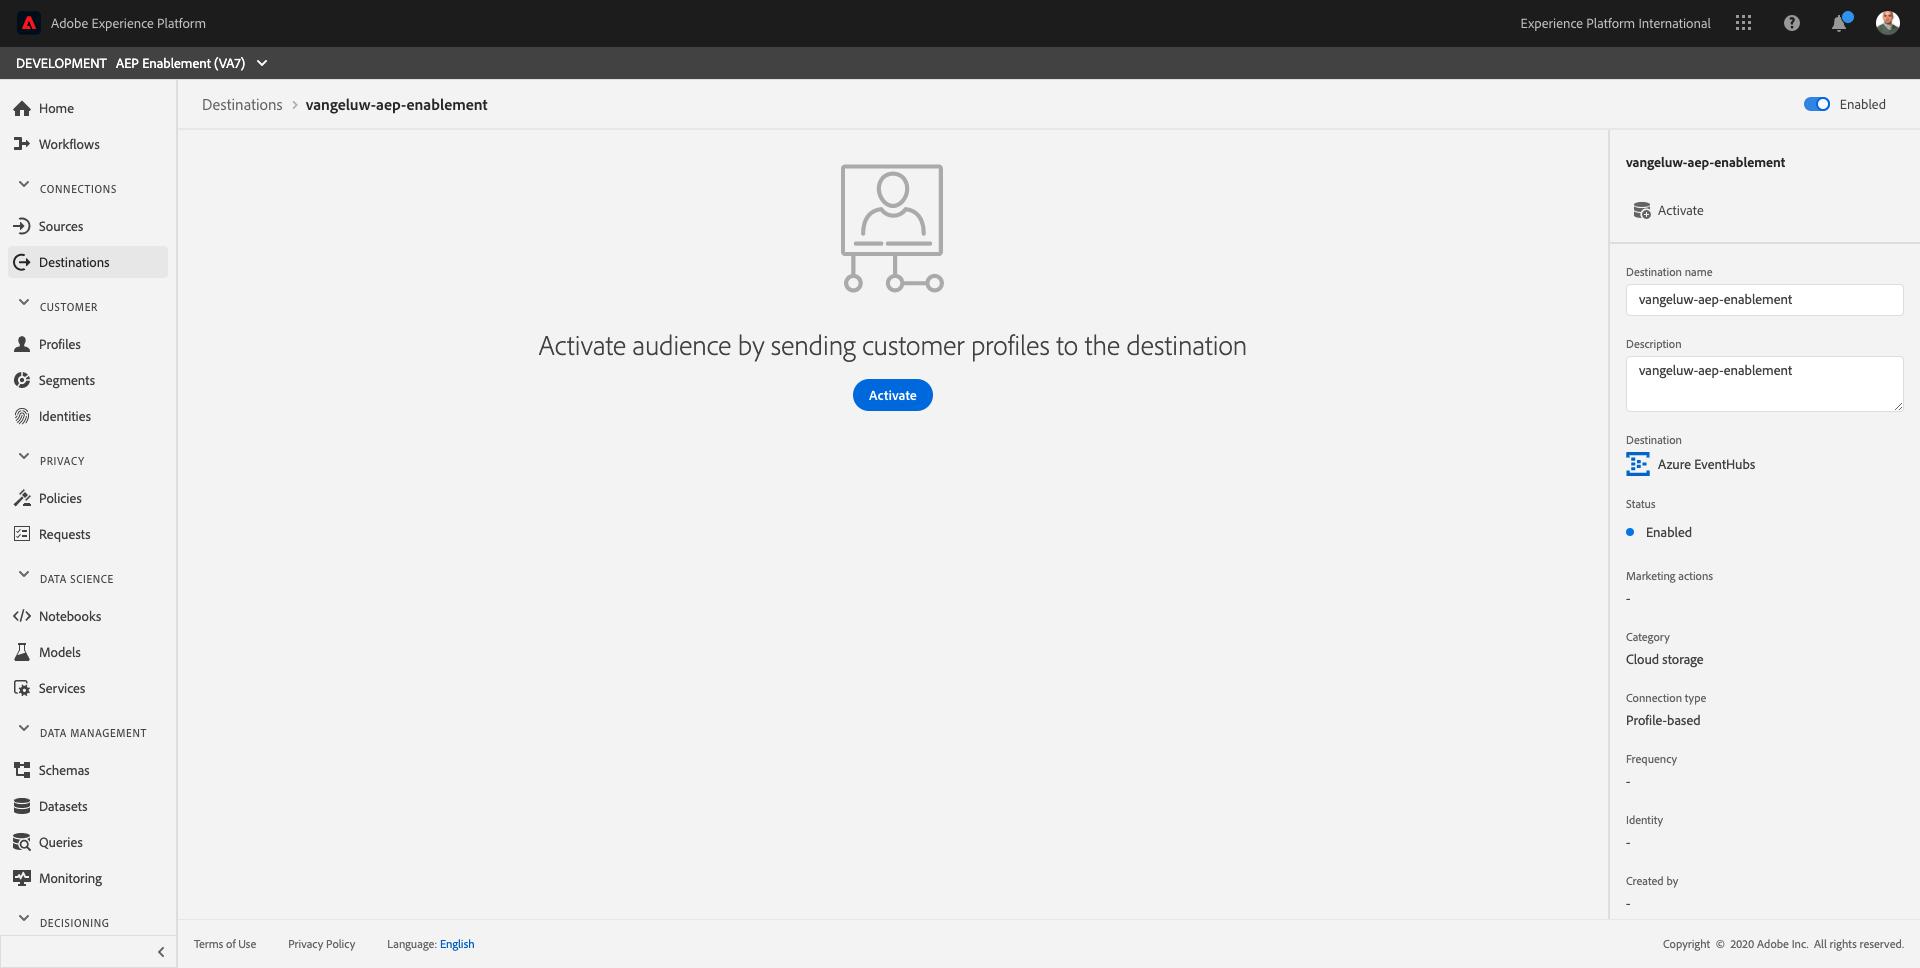 Adobe Experience Platform
Experience Platform International
DEVELOPMENT AEP Enablement (VA7)
Home
Workflows
CONNECTIONS
Sources
Destinations
CUSTOMER
Profiles
Segments
Identities
PRIVACY
Policies
Requests
DATA SCIENCE
Notebooks
Models
Services
DATA MANAGEMENT
Schemas
Datasets
Queries
Monitoring
DECISIONING
Destinations > vangeluw-aep-enablement
Enabled
Activate audience by sending customer profiles to the destination
Activate
vangeluw-aep-enablement
Activate
Destination name
vangeluw-aep-enablement
Description
vangeluw-aep-enablement
Destination
Azure EventHubs
Status
Enabled
Marketing actions
-
Category
Cloud storage
Connection type
Profile-based
Frequency
-
Identity
-
Created by
-
Terms of Use Privacy Policy Language: English
Copyright © 2020 Adobe Inc. All rights reserved.